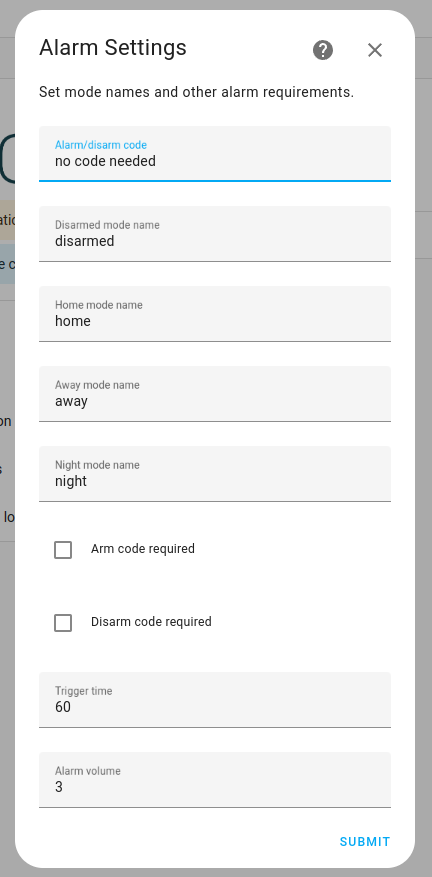 Alarm Settings
Set mode names and other alarm requirements.
Alarm/disarm code
no code needed
Disarmed mode name
disarmed
Home mode name
home
Away mode name
away
Night mode name
night
Arm code required
Disarm code required
Trigger time
60
Alarm volume
3
SUBMIT